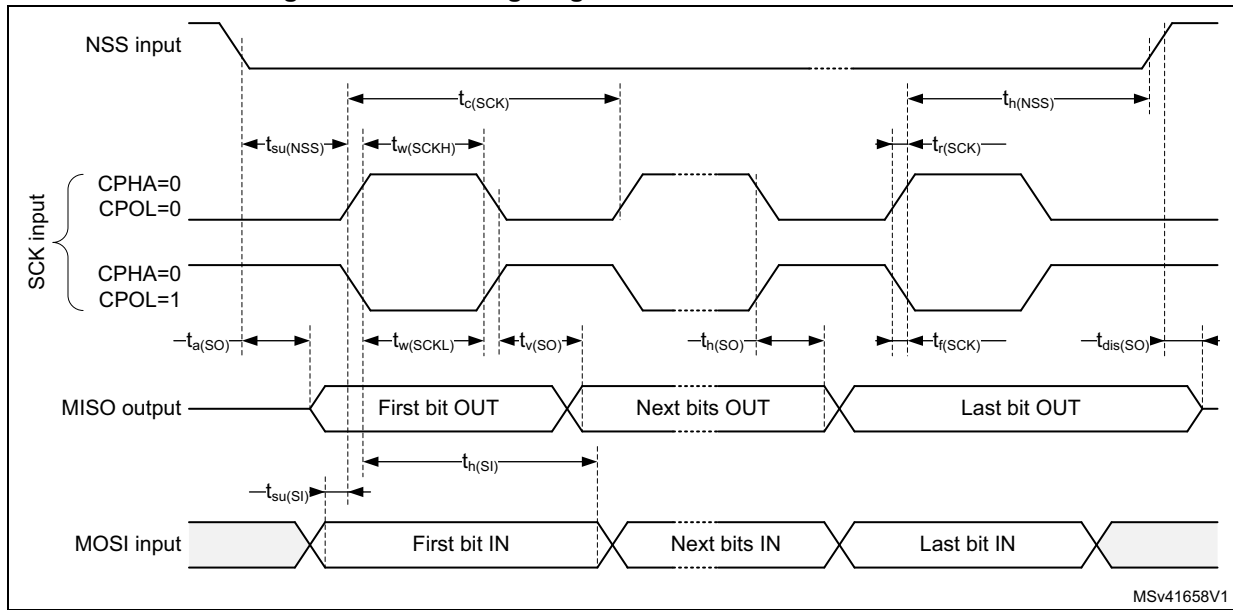 NSS input
tc(SCK)
th(NSS)
tsu(NSS)
tw(SCKH)
tr(SCK)
SCK input
CPHA=0
CPOL=0
CPHA=0
CPOL=1
ta(SO)
tw(SCKL)
tv(SO)
th(SO)
tf(SCK)
tdis(SO)
MISO output
First bit OUT
Next bits OUT
Last bit OUT
th(SI)
tsu(SI)
MOSI input
First bit IN
Next bits IN
Last bit IN
MSv41658V1